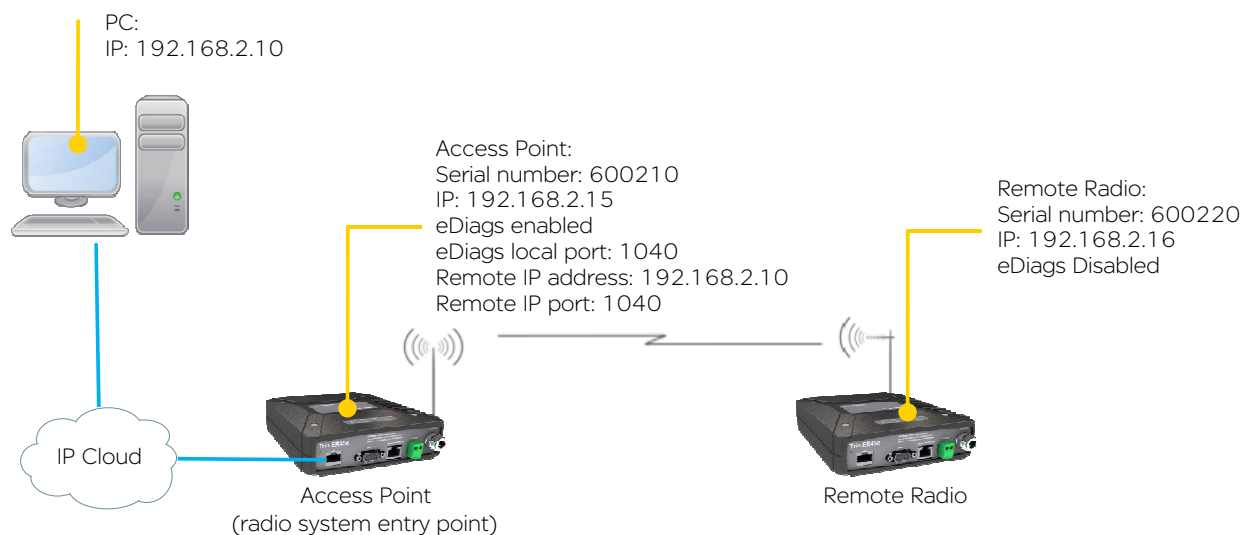 PC:
IP: 192.168.2.10
Access Point:
Serial number: 600210
IP: 192.168.2.15
eDiags enabled
eDiags local port: 1040
Remote IP address: 192.168.2.10
Remote IP port: 1040
Remote Radio:
Serial number: 600220
IP: 192.168.2.16
eDiags Disabled
IP Cloud
Access Point
(radio system entry point)
Remote Radio